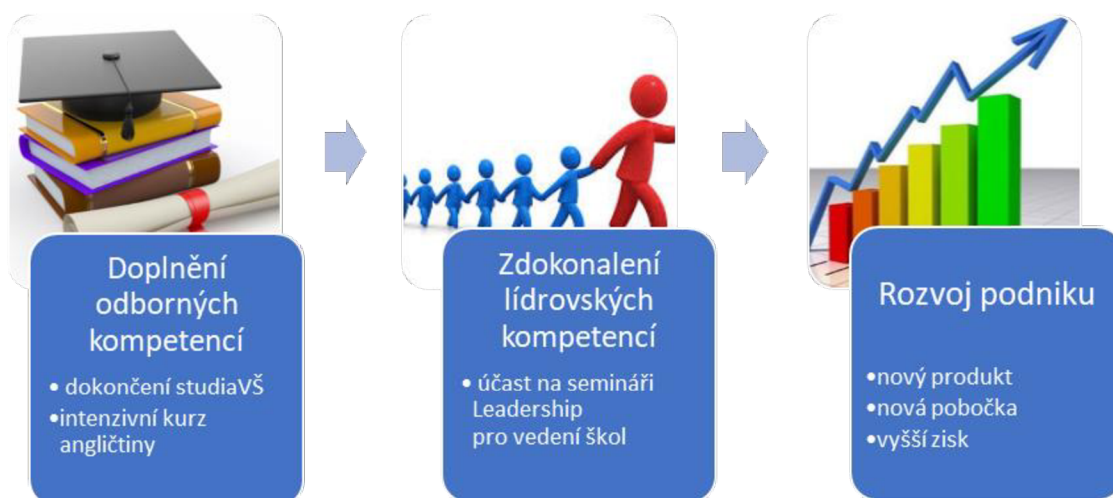 Doplnění
odborných
kompetencí
• dokončení studiaVŠ
•intenzivní kurz
angličtiny
Zdokonalení
lídrovských
kompetencí
• účast na semináři
Leadership
pro vedení škol
Rozvoj podniku
•nový produkt
•nová pobočka
•vyšší zisk